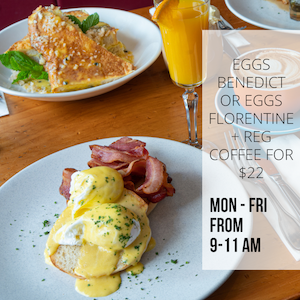 EGGS
BENEDICT
OR EGGS
FLORENTINE
+ REG
COFFEE FOR
$22
MON - FRI
FROM
9-11 AM